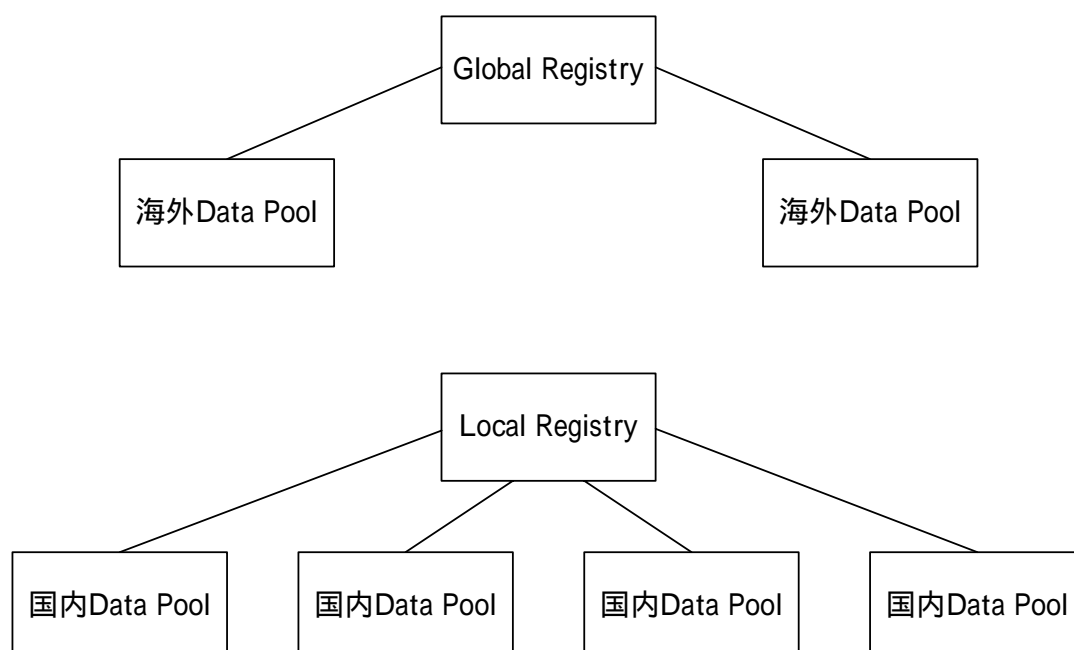 Global Registry
海外Data Pool
海外Data Pool
Local Registry
国内Data Pool
国内Data Pool
国内Data Pool
国内Data Pool